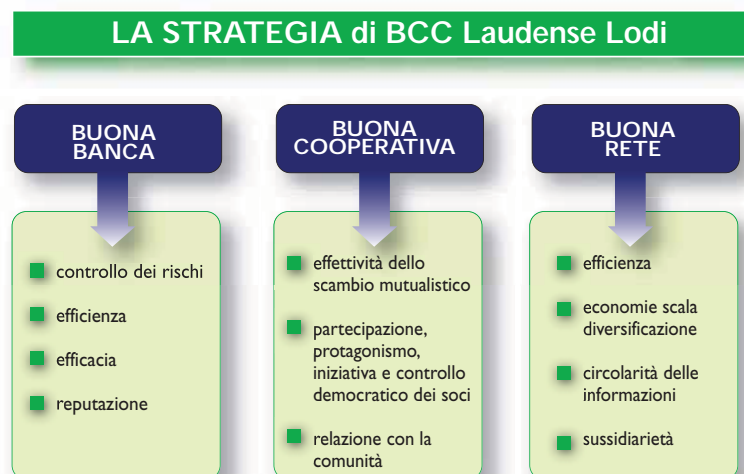 LA STRATEGIA di BCC Laudense Lodi
BUONA
BANCA
controllo dei rischi
efficienza
efficacia
reputazione
BUONA
COOPERATIVA
effettività dello
scambio mutualistico
partecipazione,
protagonismo,
iniziativa e controllo
democratico dei soci
relazione con la
comunità
BUONA
RETE
efficienza
economie scala
diversificazione
circolarità delle
informazioni
sussidiarietà